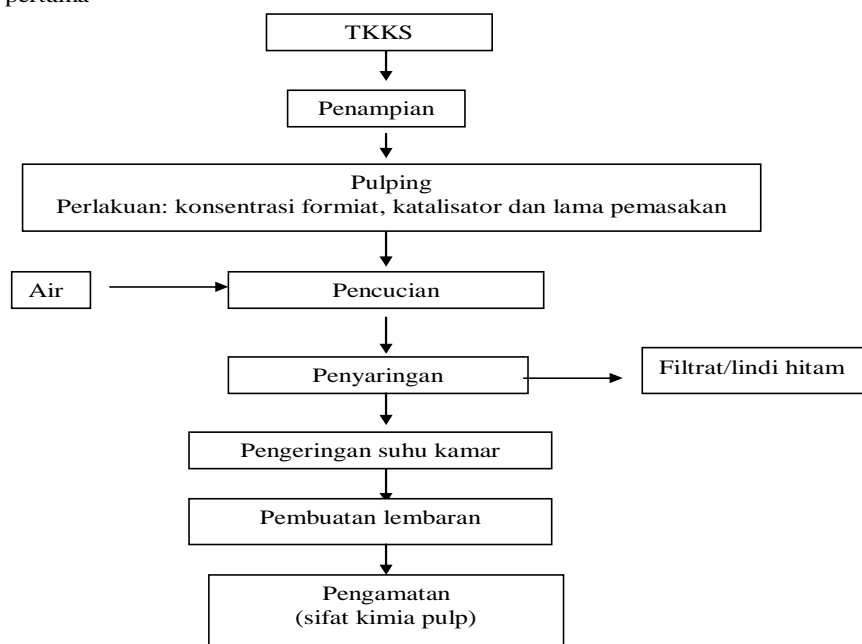 pertama
TKKS
Penampian
Pulping
Perlakuan: konsentrasi formiat, katalisator dan lama pemasakan
Air
Pencucian
Penyaringan
Filtrat/lindi hitam
Pengeringan suhu kamar
Pembuatan lembaran
Pengamatan
(sifat kimia pulp)